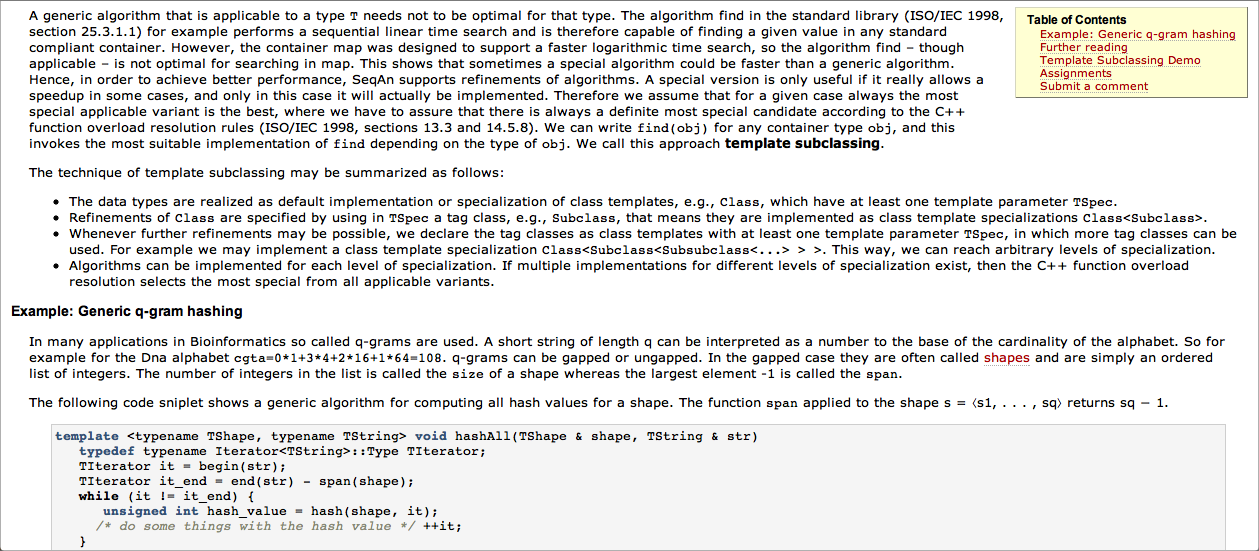 A generic algorithm that is applicable to a type T needs not to be optimal for that type. The algorithm find in the standard library (ISO/IEC 1998,
section 25.3.1.1) for example performs a sequential linear time search and is therefore capable of finding a given value in any standard
compliant container. However, the container map was designed to support a faster logarithmic time search, so the algorithm find – though
applicable – is not optimal for searching in map. This shows that sometimes a special algorithm could be faster than a generic algorithm.
Hence, in order to achieve better performance, SeqAn supports refinements of algorithms. A special version is only useful if it really allows a
speedup in some cases, and only in this case it will actually be implemented. Therefore we assume that for a given case always the most
special applicable variant is the best, where we have to assure that there is always a definite most special candidate according to the C++
function overload resolution rules (ISO/IEC 1998, sections 13.3 and 14.5.8). We can write find(obj) for any container type obj, and this
invokes the most suitable implementation of find depending on the type of obj. We call this approach template subclassing.
Table of Contents
Example: Generic q-gram hashing
Further reading
Template Subclassing Demo
Assignments
Submit a comment
The technique of template subclassing may be summarized as follows:
• The data types are realized as default implementation or specialization of class templates, e.g., Class, which have at least one template parameter TSpec.
• Refinements of Class are specified by using in TSpec a tag class, e.g., Subclass, that means they are implemented as class template specializations Class<Subclass>.
• Whenever further refinements may be possible, we declare the tag classes as class templates with at least one template parameter TSpec, in which more tag classes can be
used. For example we may implement a class template specialization Class<Subclass<Subsubclass<...> > >. This way, we can reach arbitrary levels of specialization.
• Algorithms can be implemented for each level of specialization. If multiple implementations for different levels of specialization exist, then the C++ function overload
resolution selects the most special from all applicable variants.
Example: Generic q-gram hashing
In many applications in Bioinformatics so called q-grams are used. A short string of length q can be interpreted as a number to the base of the cardinality of the alphabet. So for
example for the Dna alphabet cgta=0*1+3*4+2*16+1*64=108. q-grams can be gapped or ungapped. In the gapped case they are often called shapes and are simply an ordered
list of integers. The number of integers in the list is called the size of a shape whereas the largest element -1 is called the span.
The following code sniplet shows a generic algorithm for computing all hash values for a shape. The function span applied to the shape s = ⟨s1, . . . , sq⟩ returns sq − 1.
template <typename TShape, typename TString> void hashAll(TShape & shape, TString & str)
typedef typename Iterator<TString>::Type TIterator;
TIterator it = begin(str);
TIterator it_end = end(str) - span(shape);
while (it != it_end) {
unsigned int hash_value = hash(shape, it);
/* do some things with the hash value */ ++it;
}